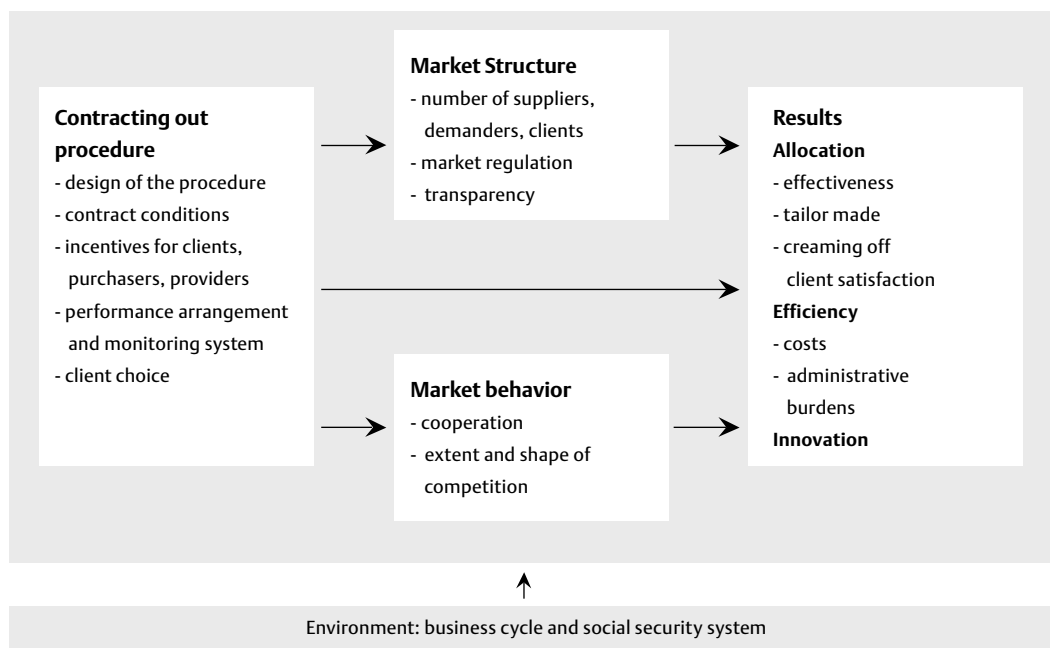 Contracting out
procedure
- design of the procedure
- contract conditions
- incentives for clients,
purchasers, providers
- performance arrangement
and monitoring system
- client choice
Market Structure
- number of suppliers,
demanders, clients
- market regulation
- transparency
Market behavior
- cooperation
- extent and shape of
competition
Results
Allocation
- effectiveness
- tailor made
- creaming off
client satisfaction
Efficiency
- costs
- administrative
burdens
Innovation
Environment: business cycle and social security system